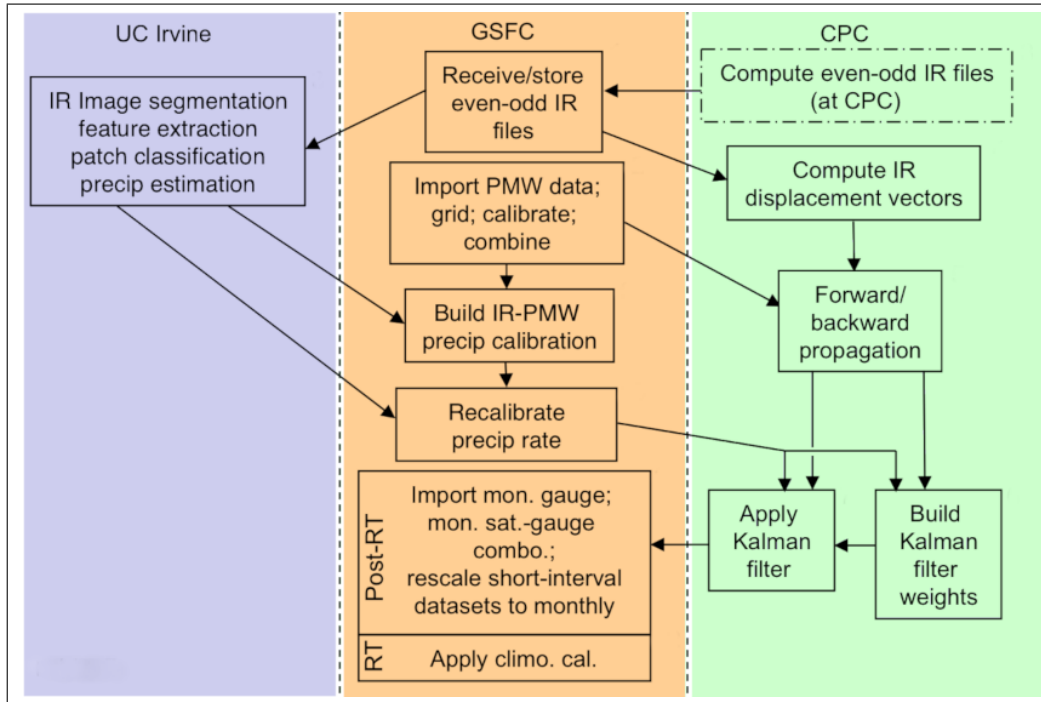 UC Irvine
IR Image segmentation
feature extraction
patch classification
precip estimation
GSFC
Receive/store
even-odd IR
files
Import PMW data;
grid; calibrate;
combine
Build IR-PMW
precip calibration
Recalibrate
precip rate
Post-RT
Import mon. gauge;
mon. sat.-gauge
combo.;
rescale short-interval
datasets to monthly
RT
Apply climo. cal.
CPC
Compute even-odd IR files
(at CPC)
Compute IR
displacement vectors
Forward/
backward
propagation
Apply
Kalman
filter
Build
Kalman
filter
weights